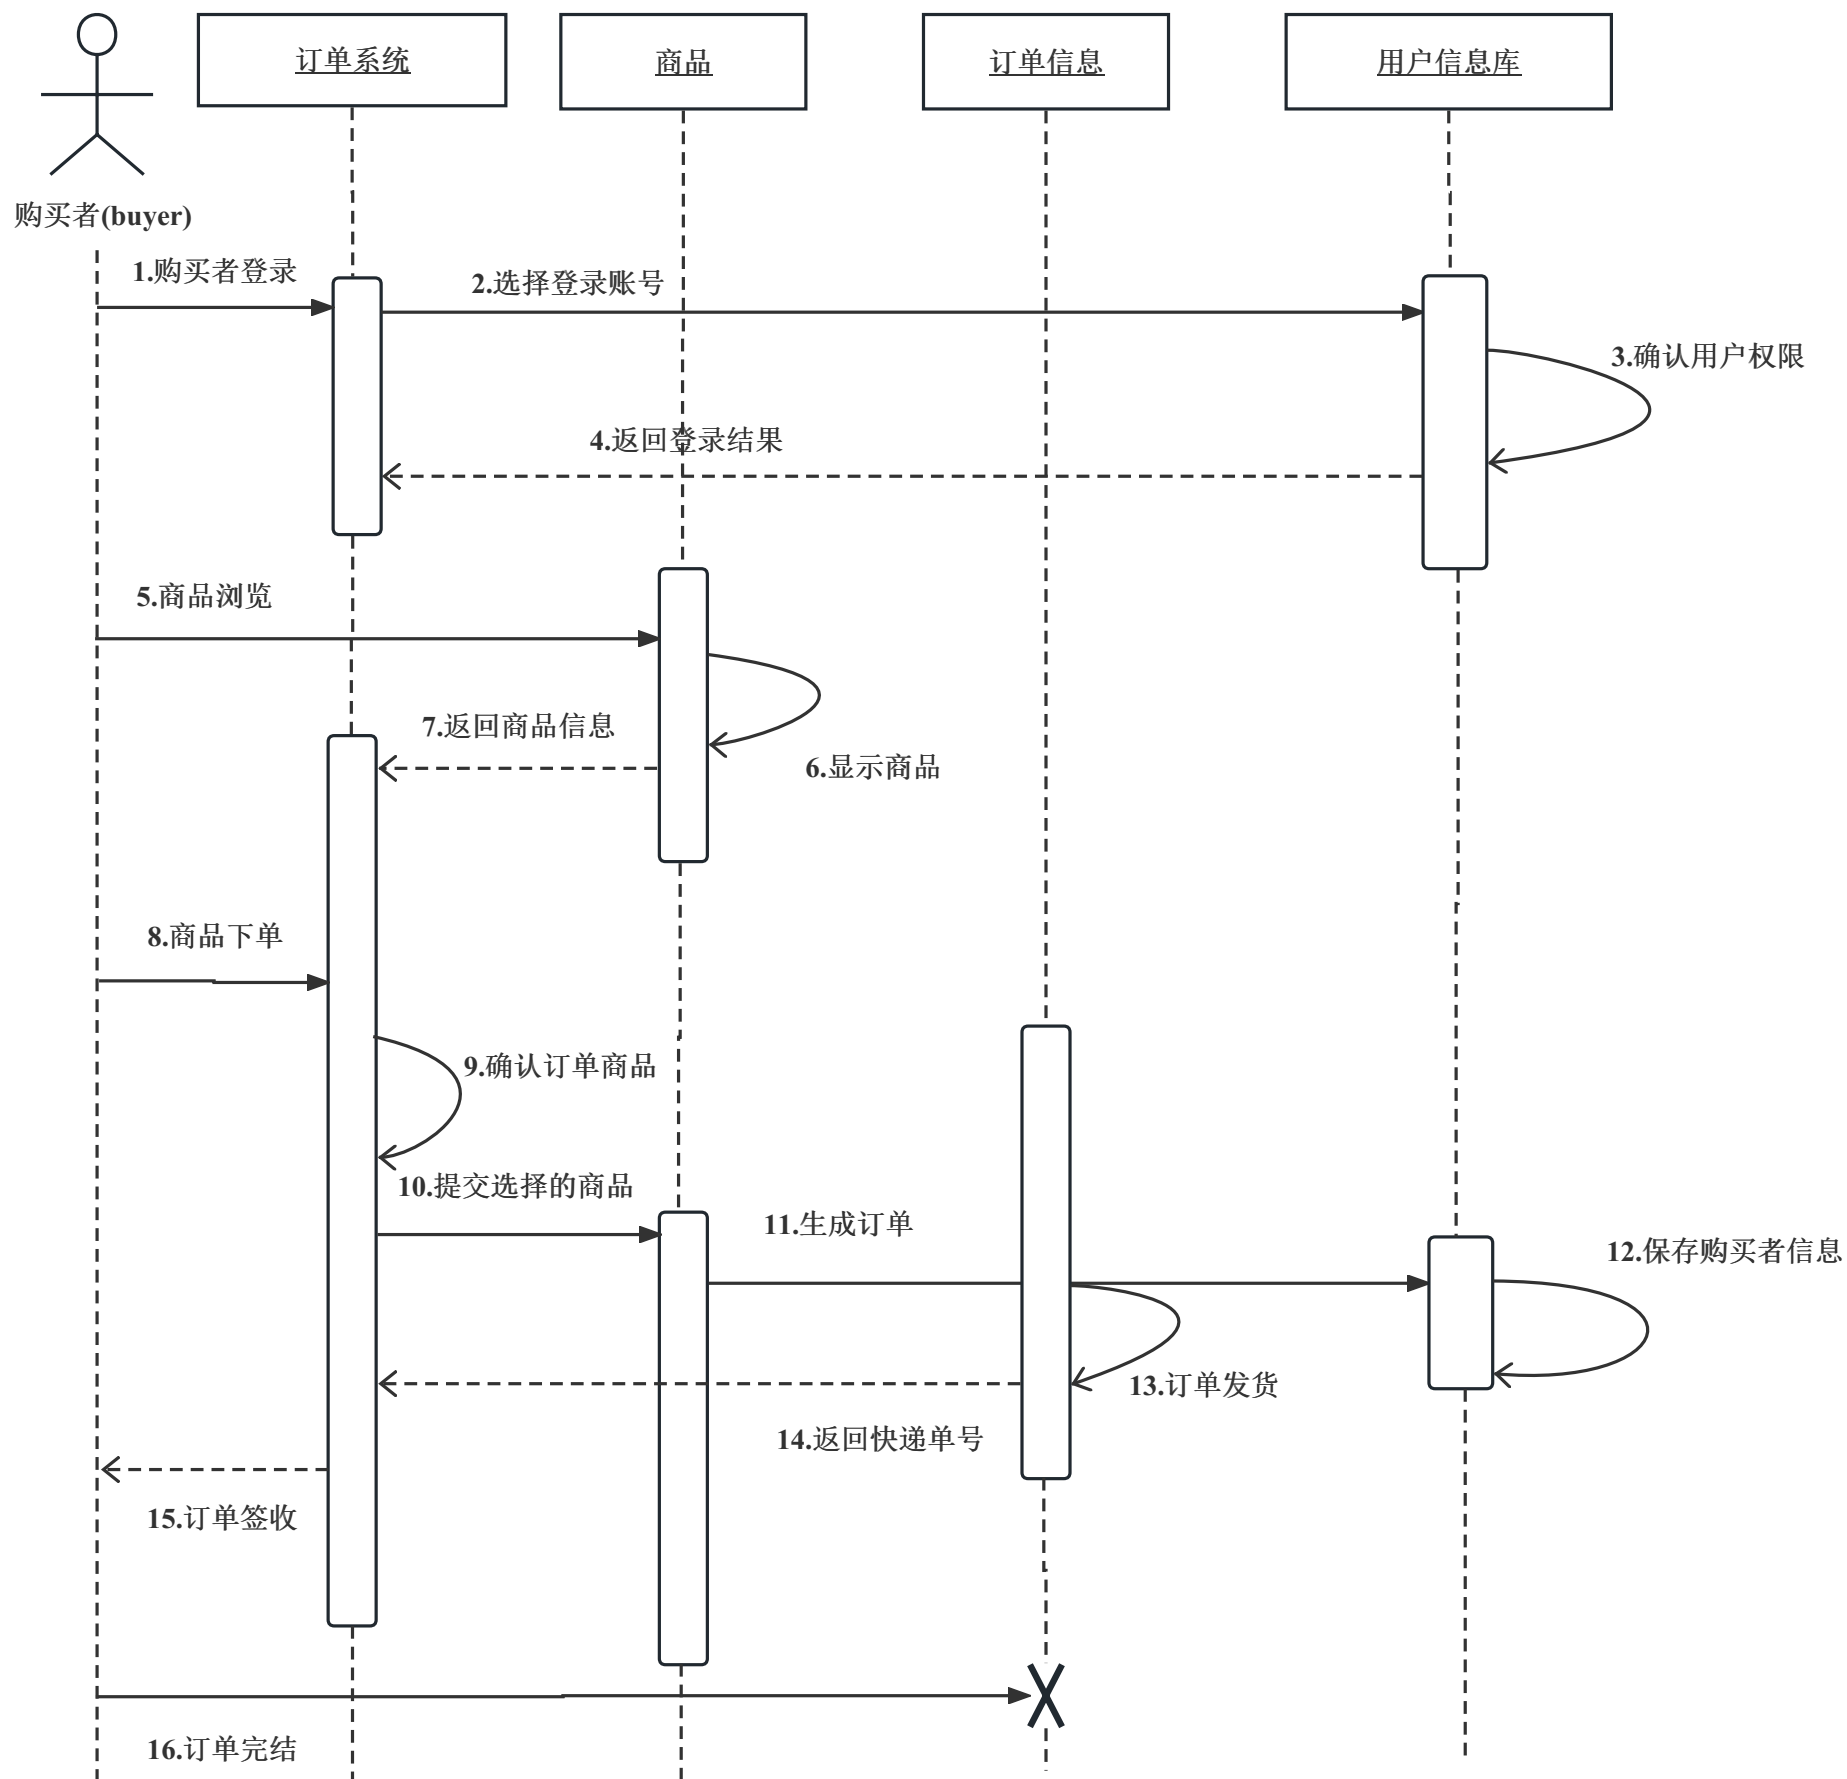 订单系统
商品
订单信息
用户信息库
购买者(buyer)
1.购买者登录
2.选择登录账号
3.确认用户权限
4.返回登录结果
5.商品浏览
7.返回商品信息
6.显示商品
8.商品下单
9.确认订单商品
10.提交选择的商品
11.生成订单
12.保存购买者信息
13.订单发货
14.返回快递单号
15.订单签收
16.订单完结